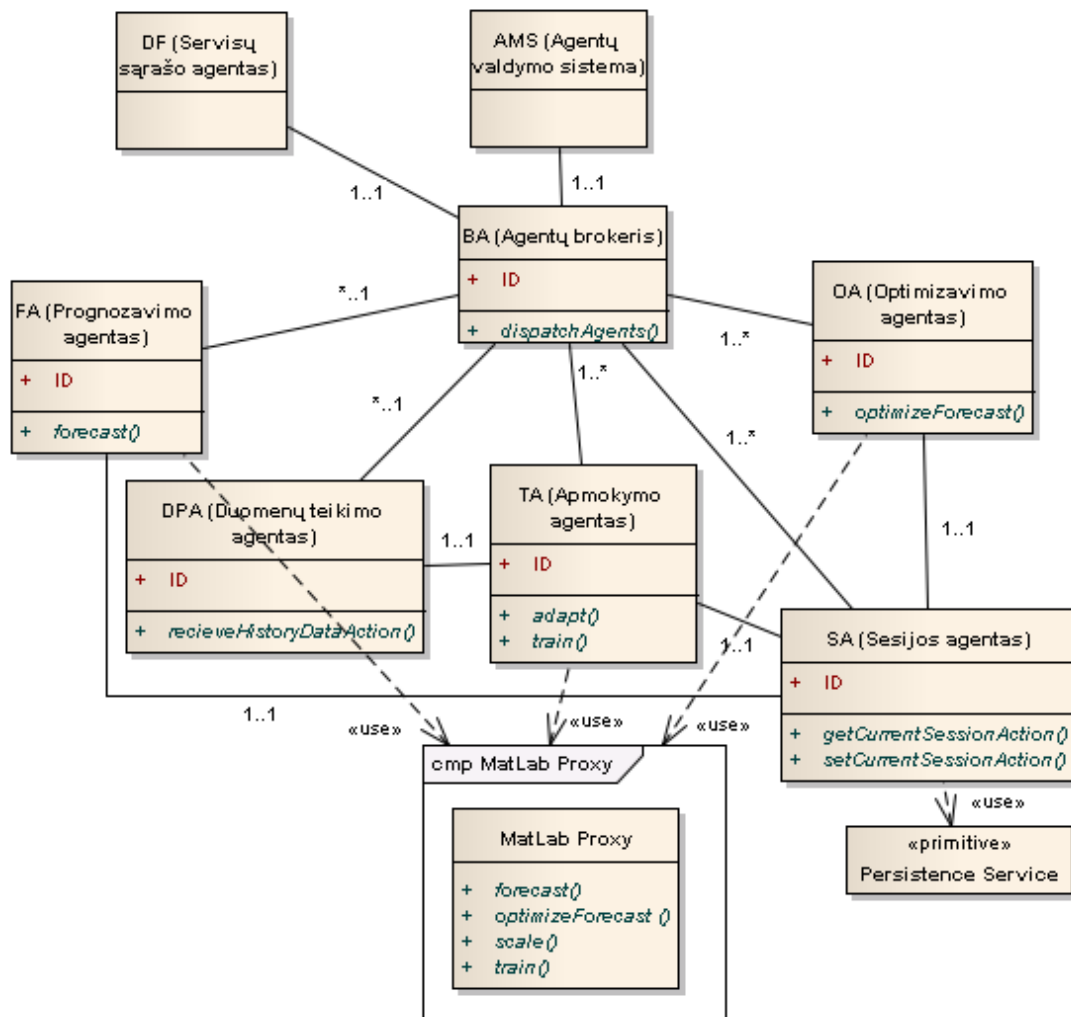 DF (Servisų
sąrašo agentas)
AMS (Agentų
valdymo sistema)
1..1
1..1
BA (Agentų brokeris)
+ ID
+ dispatchAgents()
FA (Prognozavimo
agentas)
+ ID
+ forecast()
*..1
OA (Optimizavimo
agentas)
+ ID
+ optimizeForecast()
1..*
*..1
1..*
1..*
DPA (Duomenų teikimo
agentas)
+ ID
+ recieveHistoryDataAction()
1..1
TA (Apmokymo
agentas)
+ ID
+ adapt()
+ train()
1..1
1..1
SA (Sesijos agentas)
+ ID
+ getCurrentSessionAction()
+ setCurrentSessionAction()
1..1
«use»
«use»
«use»
«use»
cmp MatLab Proxy
MatLab Proxy
+ forecast()
+ optimizeForecast ()
+ scale()
+ train()
«primitive»
Persistence Service